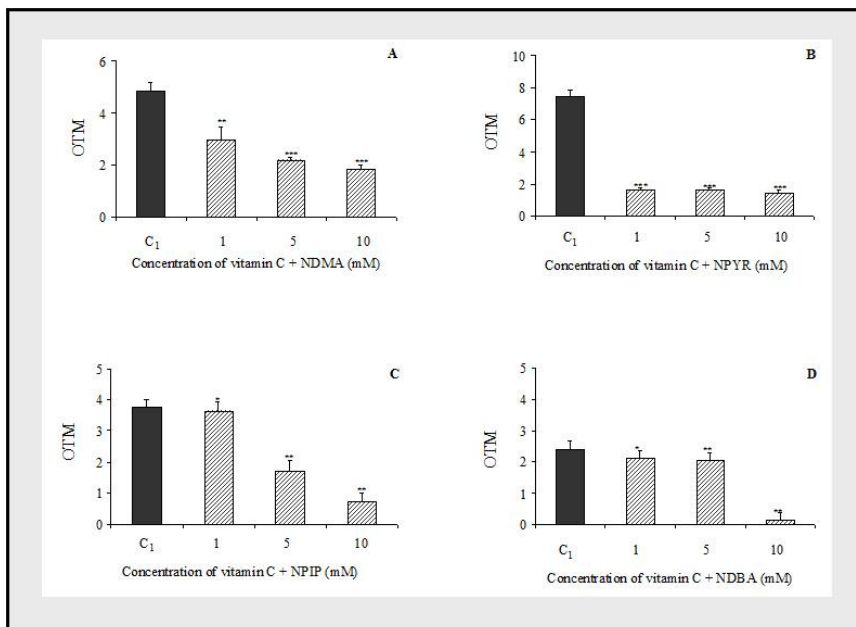 A
6
4
2
0
OTM
**
***
***
C1 1 5 10
Concentration of vitamin C + NDMA (mM)
B
10
8
6
4
2
0
OTM
***
***
***
C1 1 5 10
Concentration of vitamin C + NPYR (mM)
C
5
4
3
2
1
0
OTM
*
**
**
C1 1 5 10
Concentration of vitamin C + NPIP (mM)
D
5
4
3
2
1
0
OTM
*
**
**
C1 1 5 10
Concentration of vitamin C + NDBA (mM)